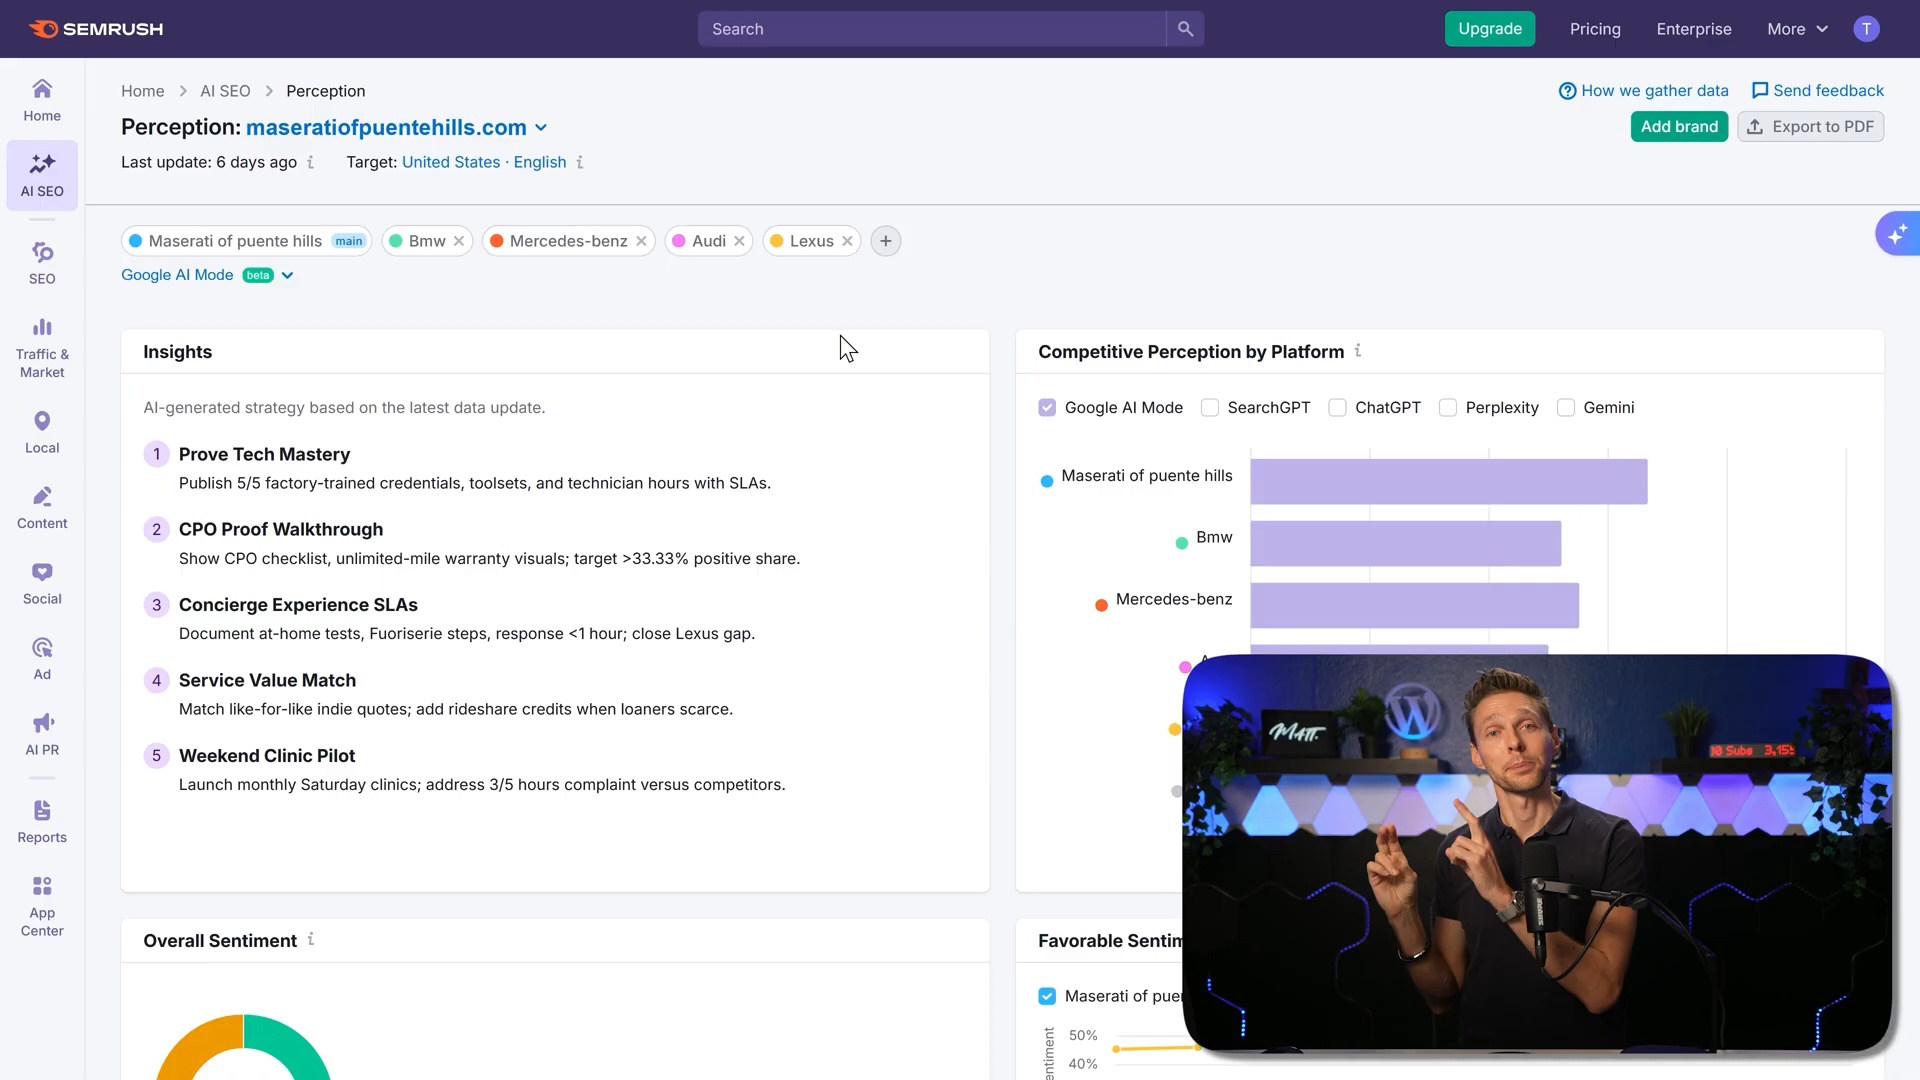 SEMRUSH
Search
Upgrade
Pricing
Enterprise
More
T
Home
AI SEO
SEO
Traffic &
Market
Local
Content
Social
Ad
AI PR
Reports
App
Center
Home > AI SEO > Perception
How we gather data
Send feedback
Perception: maseratiofpuentehills.com
Add brand
Export to PDF
Last update: 6 days ago i Target: United States · English i
Maserati of puente hills main
Bmw
Mercedes-benz
Audi
Lexus
Google AI Mode beta
Insights
AI-generated strategy based on the latest data update.
1 Prove Tech Mastery
Publish 5/5 factory-trained credentials, toolsets, and technician hours with SLAs.
2 CPO Proof Walkthrough
Show CPO checklist, unlimited-mile warranty visuals; target >33.33% positive share.
3 Concierge Experience SLAs
Document at-home tests, Fuoriserie steps, response <1 hour; close Lexus gap.
4 Service Value Match
Match like-for-like indie quotes; add rideshare credits when loaners scarce.
5 Weekend Clinic Pilot
Launch monthly Saturday clinics; address 3/5 hours complaint versus competitors.
Competitive Perception by Platform i
Google AI Mode
SearchGPT
ChatGPT
Perplexity
Gemini
Maserati of puente hills
Bmw
Mercedes-benz
MATT.
Subs 3,15
SHURE
Overall Sentiment i
Favorable Sentim
Maserati of puer
50%
40%
entiment